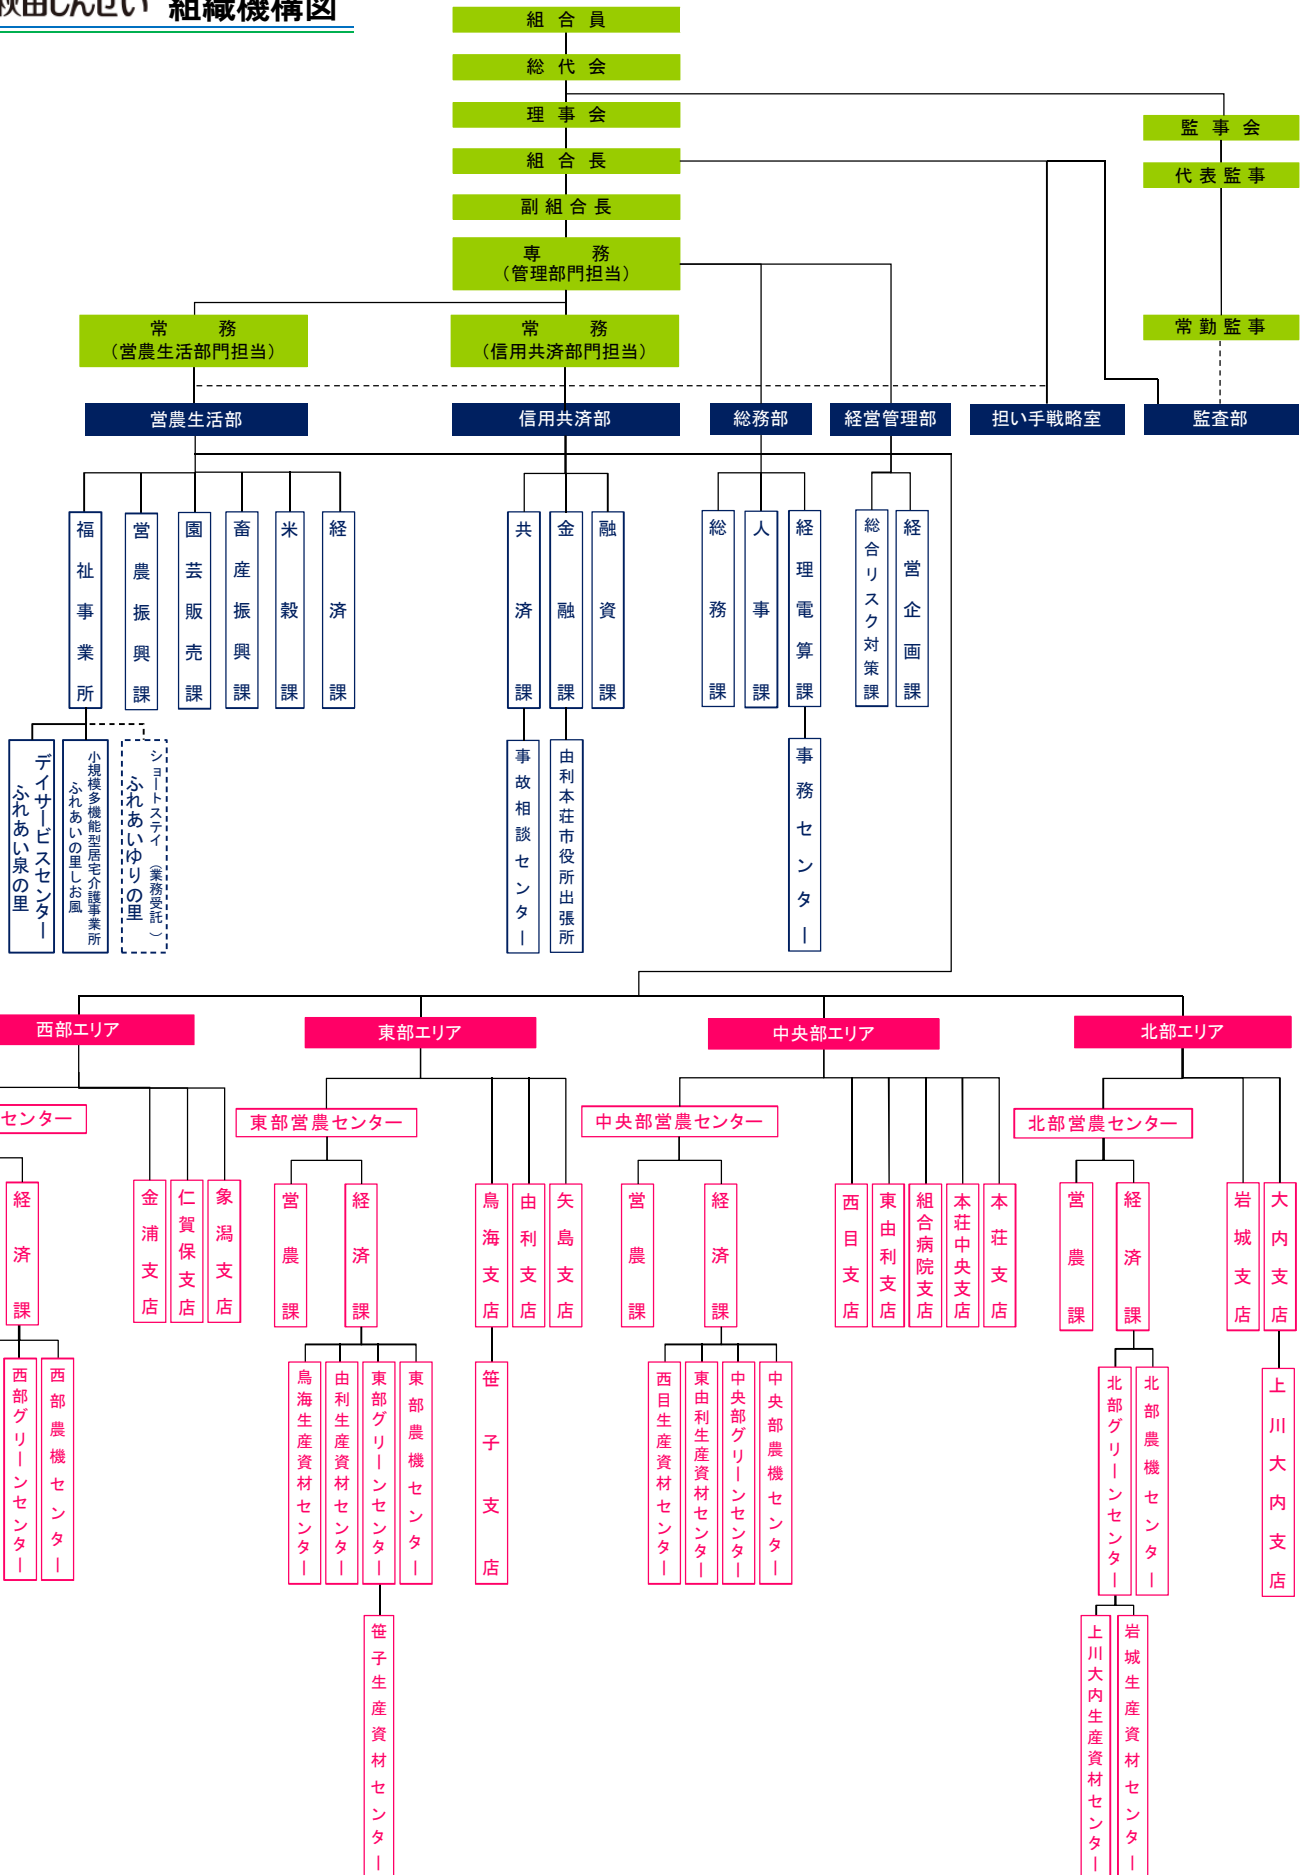 秋田しんせい 組織機構図
組合員
総代会
理事会
監事会
組合長
代表監事
副組合長
専務
(管理部門担当)
常務
(営農生活部門担当)
常務
(信用共済部門担当)
常勤監事
営農生活部
信用共済部
総務部
経営管理部
担い手戦略室
監査部
福祉事業所
営農振興課
園芸販売課
畜産振興課
米穀課
経済課
共済課
金融課
融資課
総務課
人事課
経理電算課
総合リスク対策課
経営企画課
デイサービスセンター
ふれあい泉の里
小規模多機能型居宅介護事業所
ふれあいの里しお風
ショートステイ(業務受託)
ふれあいゆりの里
事故相談センター
由利本荘市役所出張所
事務センター
西部エリア
東部エリア
中央部エリア
北部エリア
センター
東部営農センター
中央部営農センター
北部営農センター
経済課
金浦支店
仁賀保支店
象潟支店
営農課
経済課
鳥海支店
由利支店
矢島支店
営農課
経済課
西目支店
東由利支店
組合病院支店
本荘中央支店
本荘支店
営農課
経済課
岩城支店
大内支店
西部グリーンセンター
西部農機センター
鳥海生産資材センター
由利生産資材センター
東部グリーンセンター
東部農機センター
笹子支店
西目生産資材センター
東由利生産資材センター
中央部グリーンセンター
中央部農機センター
北部グリーンセンター
北部農機センター
上川大内支店
笹子生産資材センター
上川大内生産資材センター
岩城生産資材センター